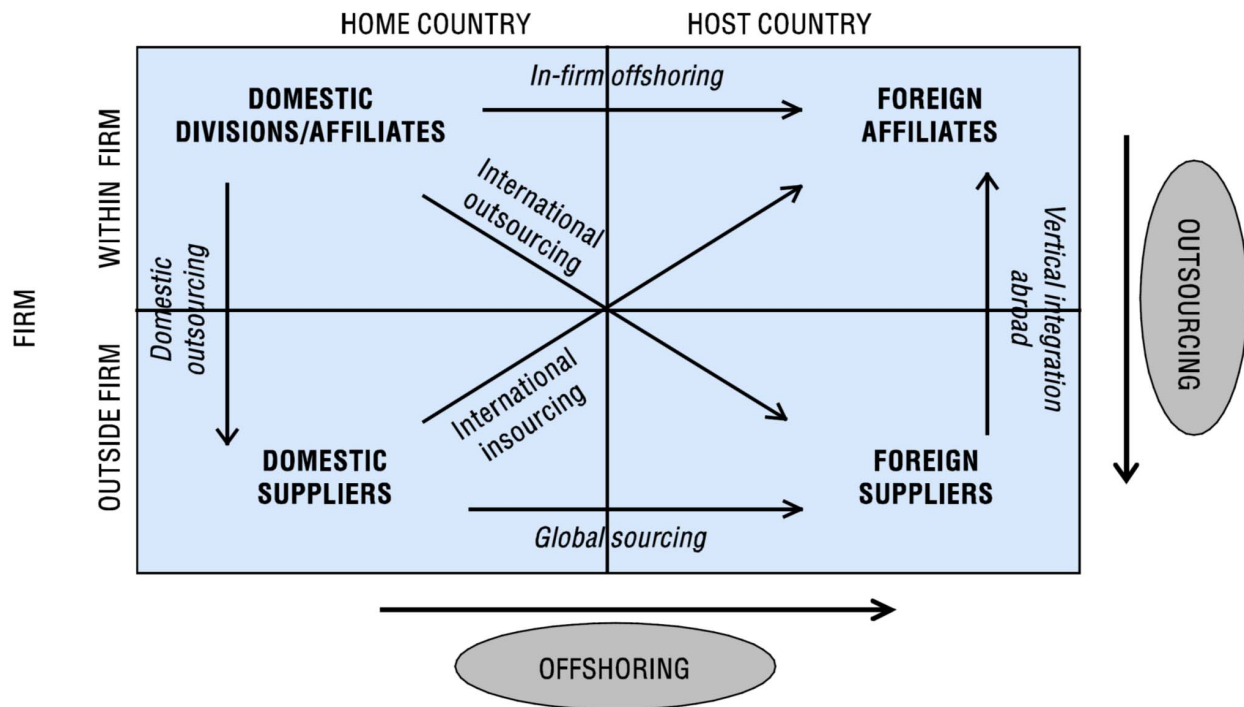 HOME COUNTRY
HOST COUNTRY
FIRM
WITHIN FIRM
OUTSIDE FIRM
DOMESTIC
DIVISIONS/AFFILIATES
In-firm offshoring
FOREIGN
AFFILIATES
International
outsourcing
Domestic
outsourcing
Vertical integration
abroad
OUTSOURCING
International
insourcing
DOMESTIC
SUPPLIERS
FOREIGN
SUPPLIERS
Global sourcing
OFFSHORING